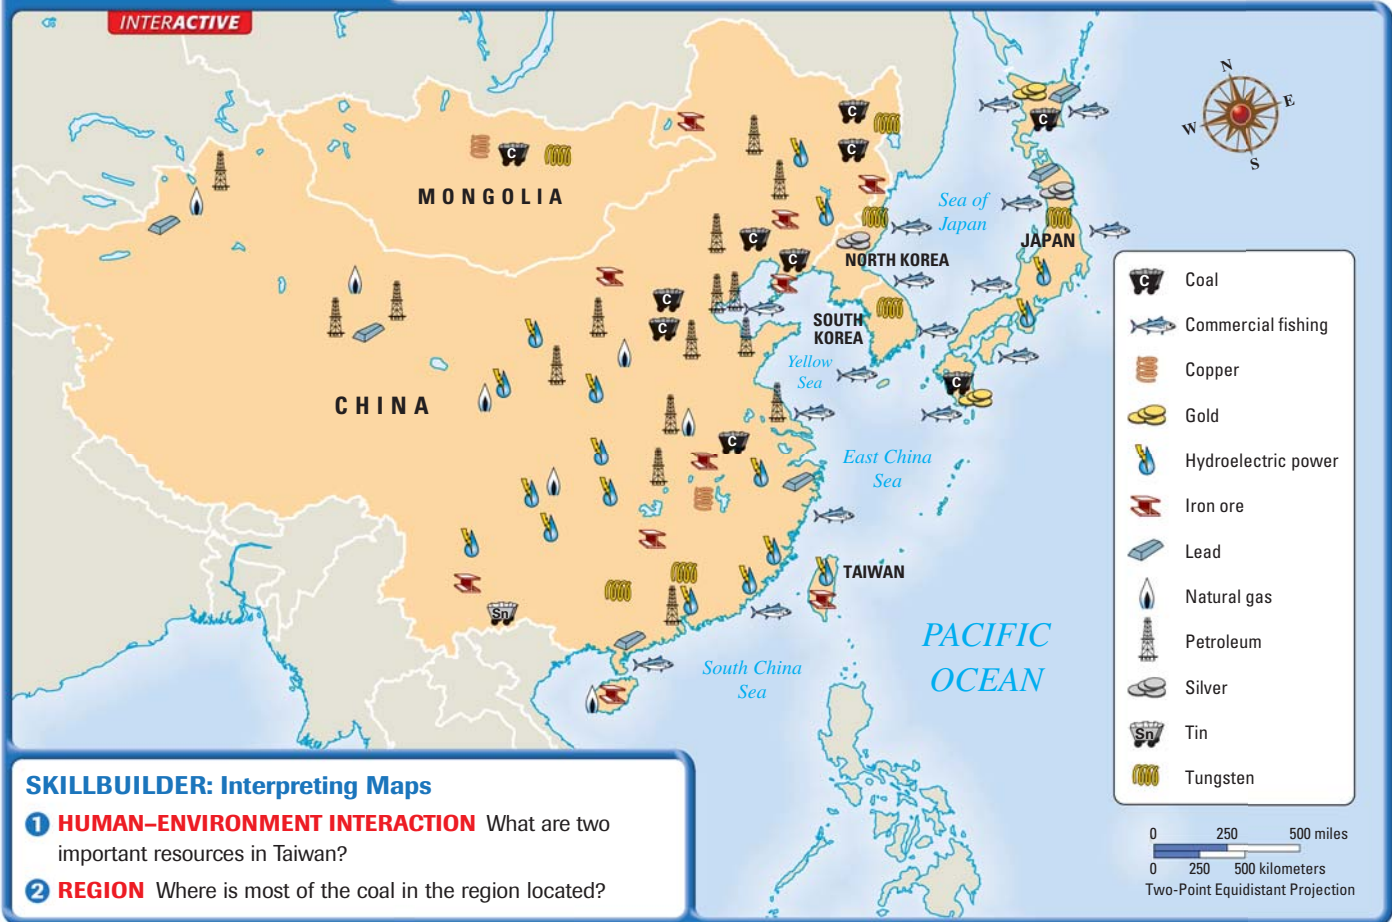 INTERACTIVE
N
E
W
S
MONGOLIA
Sea of
Japan
JAPAN
NORTH KOREA
SOUTH
KOREA
Yellow
Sea
CHINA
East China
Sea
TAIWAN
PACIFIC
OCEAN
South China
Sea
C
C
C
C
C
C
C
C
C
C
Sn
C Coal
Commercial fishing
Copper
Gold
Hydroelectric power
Iron ore
Lead
Natural gas
Petroleum
Silver
Sn Tin
Tungsten
0 250 500 miles
0 250 500 kilometers
Two-Point Equidistant Projection
SKILLBUILDER: Interpreting Maps
1 HUMAN–ENVIRONMENT INTERACTION What are two
important resources in Taiwan?
2 REGION Where is most of the coal in the region located?